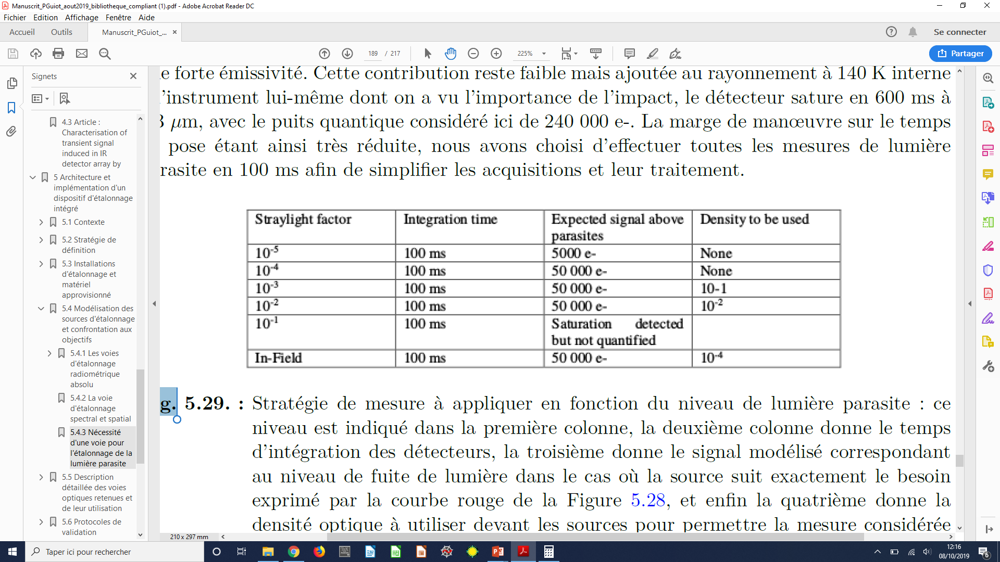 Manuscrit_PGuiot_aout2019_bibliotheque_compliant (1).pdf - Adobe Acrobat Reader DC
Fichier Edition Affichage Fenêtre Aide
Accueil Outils Manuscrit_PGuiot_... × Se connecter
189 / 217 225% Partager
Signets
4.3 Article :
Characterisation of
transient signal
induced in IR
detector array by
5 Architecture et
implémentation d'un
dispositif d'étalonnage
intégré
5.1 Contexte
5.2 Stratégie de
définition
5.3 Installations
d'étalonnage et
matériel
approvisionné
5.4 Modélisation des
sources d'étalonnage
et confrontation aux
objectifs
5.4.1 Les voies
d'étalonnage
radiométrique
absolu
5.4.2 La voie
d'étalonnage
spectral et spatial
5.4.3 Nécessité
d'une voie pour
l'étalonnage de la
lumière parasite
5.5 Description
détaillée des voies
optiques retenues et
de leur utilisation
5.6 Protocoles de
validation
e forte émissivité. Cette contribution reste faible mais ajoutée au rayonnement à 140 K interne
'instrument lui-même dont on a vu l'importance de l'impact, le détecteur sature en 600 ms à
3 μm, avec le puits quantique considéré ici de 240 000 e-. La marge de manœuvre sur le temps
pose étant ainsi très réduite, nous avons choisi d'effectuer toutes les mesures de lumière
rasite en 100 ms afin de simplifier les acquisitions et leur traitement.
Straylight factor Integration time Expected signal above parasites Density to be used
10⁻⁵ 100 ms 5000 e- None
10⁻⁴ 100 ms 50 000 e- None
10⁻³ 100 ms 50 000 e- 10-1
10⁻² 100 ms 50 000 e- 10⁻²
10⁻¹ 100 ms Saturation detected but not quantified
In-Field 100 ms 50 000 e- 10⁻⁴
g. 5.29. : Stratégie de mesure à appliquer en fonction du niveau de lumière parasite : ce
niveau est indiqué dans la première colonne, la deuxième colonne donne le temps
d'intégration des détecteurs, la troisième donne le signal modélisé correspondant
au niveau de fuite de lumière dans le cas où la source suit exactement le besoin
exprimé par la courbe rouge de la Figure 5.28, et enfin la quatrième donne la
densité optique à utiliser devant les sources pour permettre la mesure considérée
210 x 297 mm
Taper ici pour rechercher
12:16
08/10/2019
6